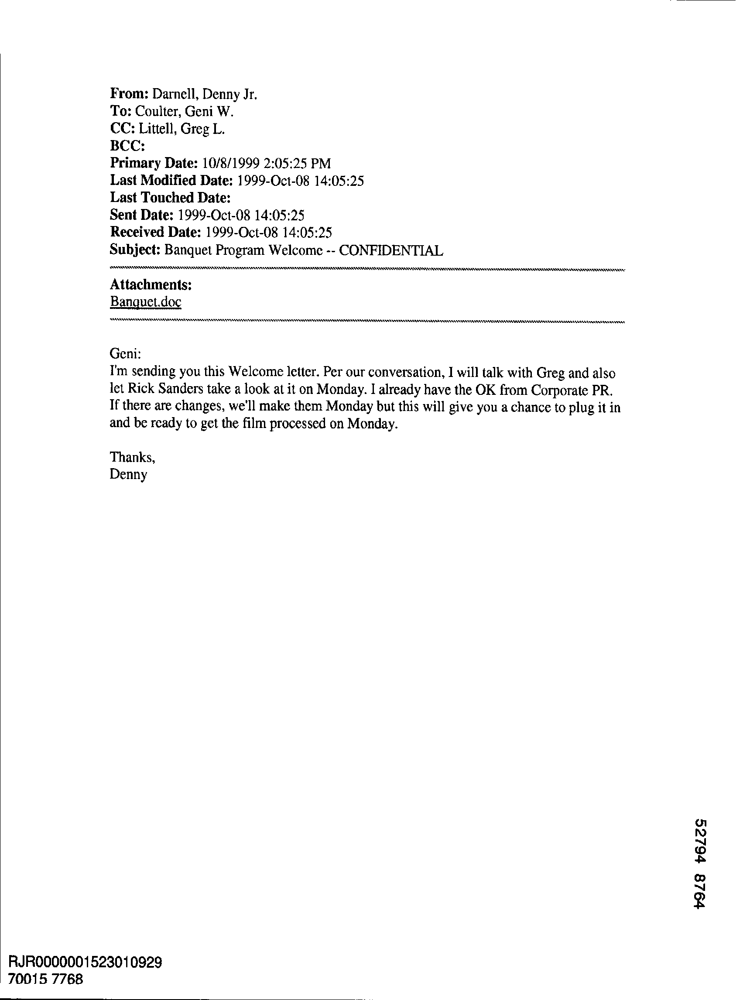 From: Darnell, Denny Jr.
To: Coulter, Geni W.
CC: Littell, Greg L.
BCC:
Primary Date: 10/8/1999 2:05:25 PM
Last Modified Date: 1999-Oct-08 14:05:25
Last Touched Date:
Sent Date: 1999-Oct-08 14:05:25
Received Date: 1999-Oct-08 14:05:25
Subject: Banquet Program Welcome -- CONFIDENTIAL
Attachments:
Banquet.doc
Geni:
I'm sending you this Welcome letter. Per our conversation, I will talk with Greg and also
let Rick Sanders take a look at it on Monday. I already have the OK from Corporate PR.
If there are changes, we'll make them Monday but this will give you a chance to plug it in
and be ready to get the film processed on Monday.
Thanks,
Denny
52794 8764
RJR0000001523010929
70015 7768